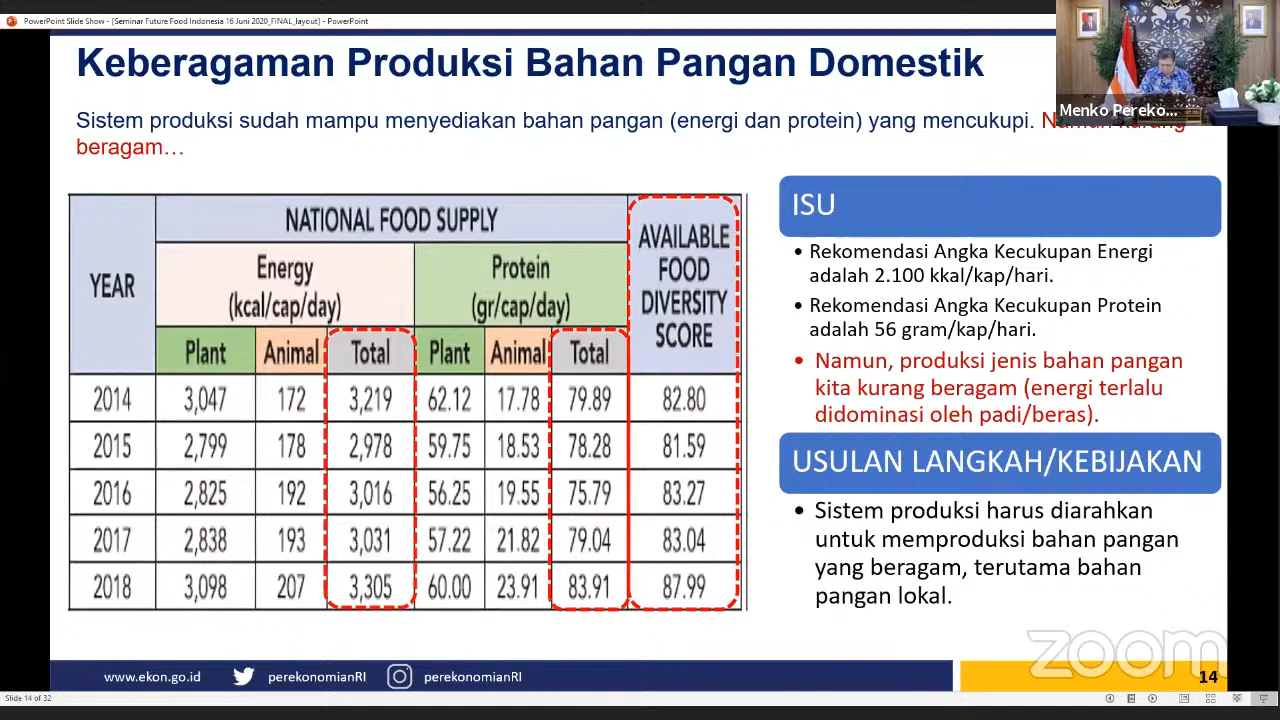 PowerPoint Slide Show - [Seminar Future Food Indonesia 16 Juni 2020_FINAL_layout] - PowerPoint
Keberagaman Produksi Bahan Pangan Domestik
Menko Pereko...
Sistem produksi sudah mampu menyediakan bahan pangan (energi dan protein) yang mencukupi.
beragam…
YEAR
NATIONAL FOOD SUPPLY
AVAILABLE FOOD DIVERSITY SCORE
Energy (kcal/cap/day)
Protein (gr/cap/day)
Plant Animal Total Plant Animal Total
2014 3,047 172 3,219 62.12 17.78 79.89 82.80
2015 2,799 178 2,978 59.75 18.53 78.28 81.59
2016 2,825 192 3,016 56.25 19.55 75.79 83.27
2017 2,838 193 3,031 57.22 21.82 79.04 83.04
2018 3,098 207 3,305 60.00 23.91 83.91 87.99
ISU
• Rekomendasi Angka Kecukupan Energi
adalah 2.100 kkal/kap/hari.
• Rekomendasi Angka Kecukupan Protein
adalah 56 gram/kap/hari.
• Namun, produksi jenis bahan pangan
kita kurang beragam (energi terlalu
didominasi oleh padi/beras).
USULAN LANGKAH/KEBIJAKAN
• Sistem produksi harus diarahkan
untuk memproduksi bahan pangan
yang beragam, terutama bahan
pangan lokal.
zoom
www.ekon.go.id perekonomianRI perekonomianRI
14
Slide 14 of 32